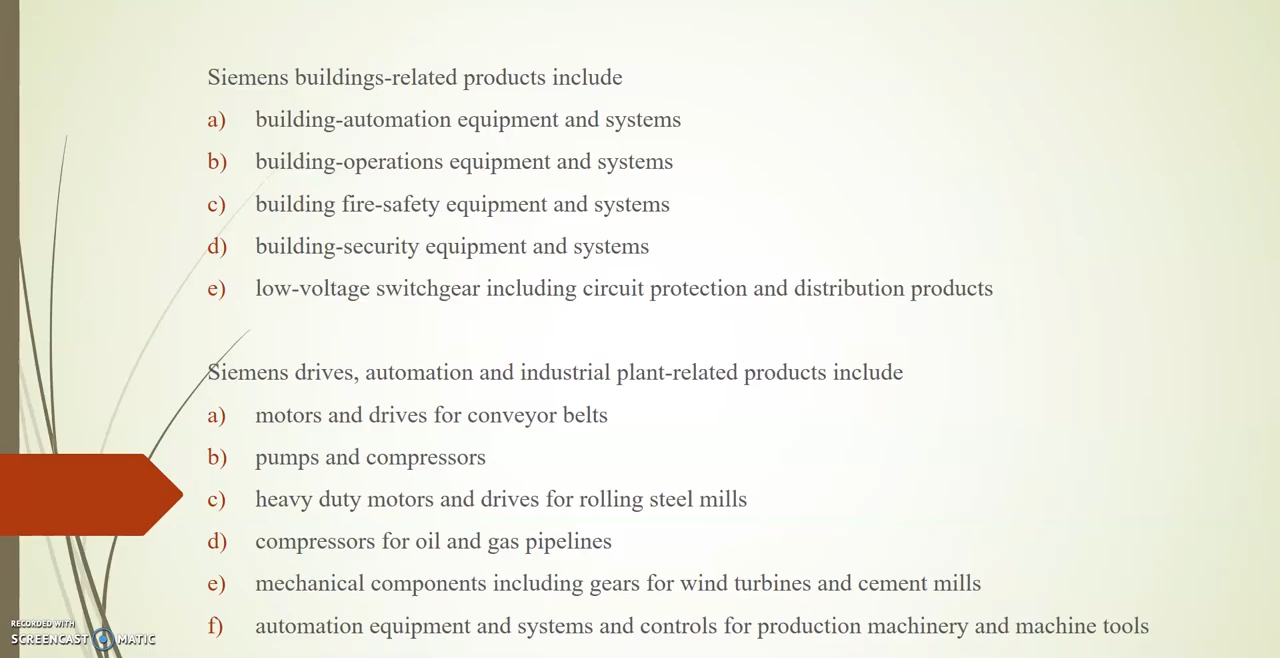 Siemens buildings-related products include
a) building-automation equipment and systems
b) building-operations equipment and systems
c) building fire-safety equipment and systems
d) building-security equipment and systems
e) low-voltage switchgear including circuit protection and distribution products
Siemens drives, automation and industrial plant-related products include
a) motors and drives for conveyor belts
b) pumps and compressors
c) heavy duty motors and drives for rolling steel mills
d) compressors for oil and gas pipelines
e) mechanical components including gears for wind turbines and cement mills
f) automation equipment and systems and controls for production machinery and machine tools
RECORDED WITH
SCREENCAST MATIC